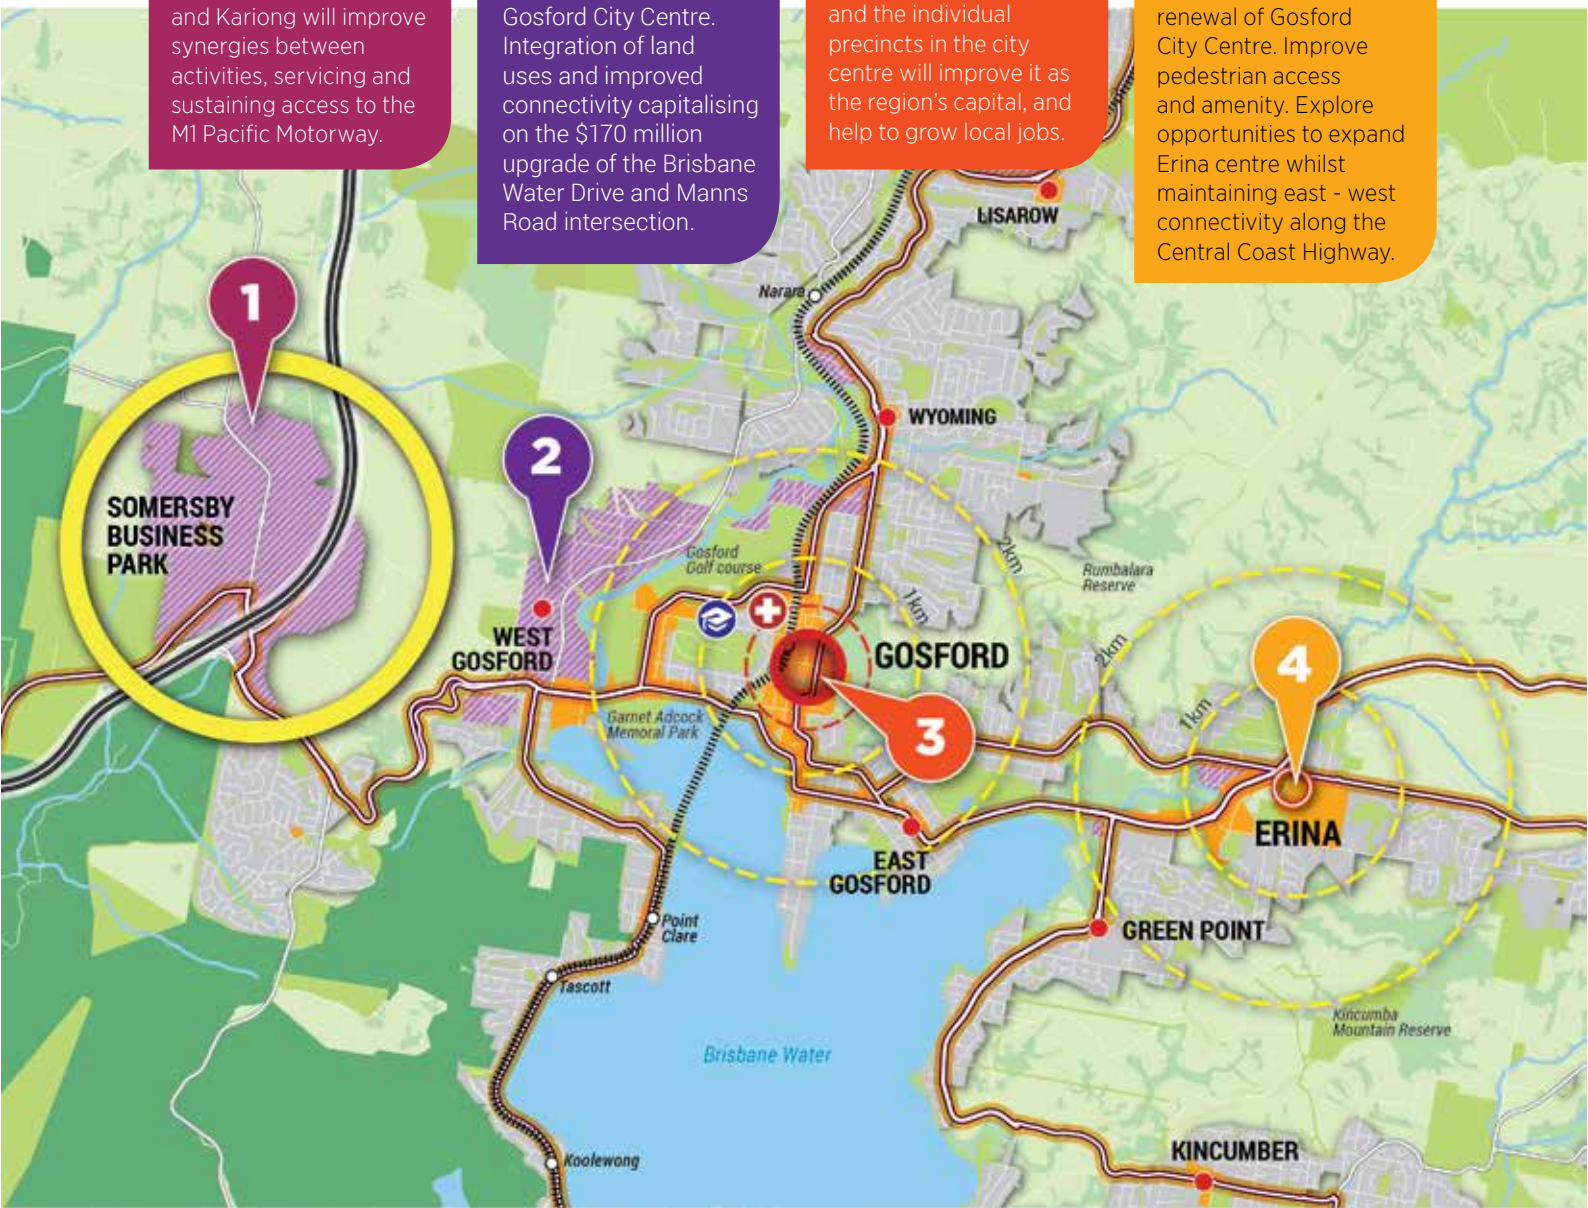 and Kariong will improve
synergies between
activities, servicing and
sustaining access to the
M1 Pacific Motorway.
Gosford City Centre.
Integration of land
uses and improved
connectivity capitalising
on the $170 million
upgrade of the Brisbane
Water Drive and Manns
Road intersection.
and the individual
precincts in the city
centre will improve it as
the region's capital, and
help to grow local jobs.
renewal of Gosford
City Centre. Improve
pedestrian access
and amenity. Explore
opportunities to expand
Erina centre whilst
maintaining east - west
connectivity along the
Central Coast Highway.
LISAROW
Narara
1
WYOMING
2
SOMERSBY
BUSINESS
PARK
Gosford
Golf course
2km
Rumbalara
Reserve
1km
WEST
GOSFORD
GOSFORD
2km
4
1km
Garnet Adcock
Memoral Park
3
ERINA
EAST
GOSFORD
Point
Clare
GREEN POINT
Tascott
Kincumba
Mountain Reserve
Brisbane Water
KINCUMBER
Koolewong